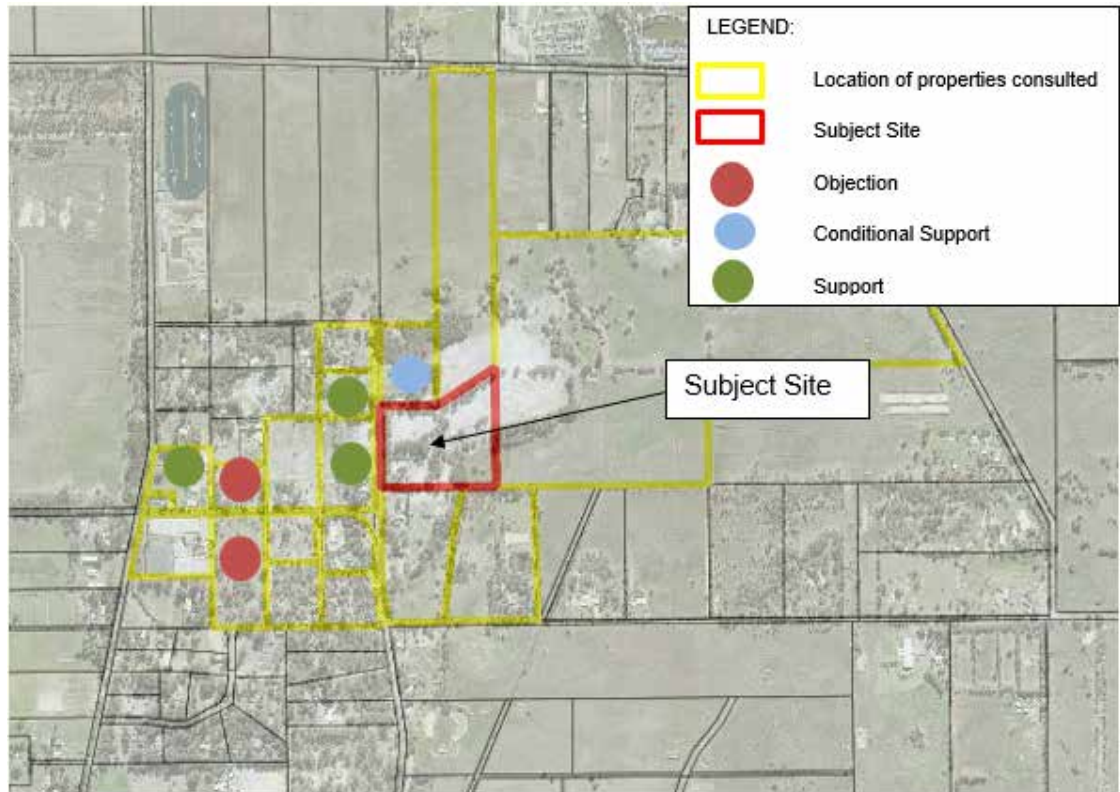 LEGEND:
Location of properties consulted
Subject Site
Objection
Conditional Support
Support
Subject Site